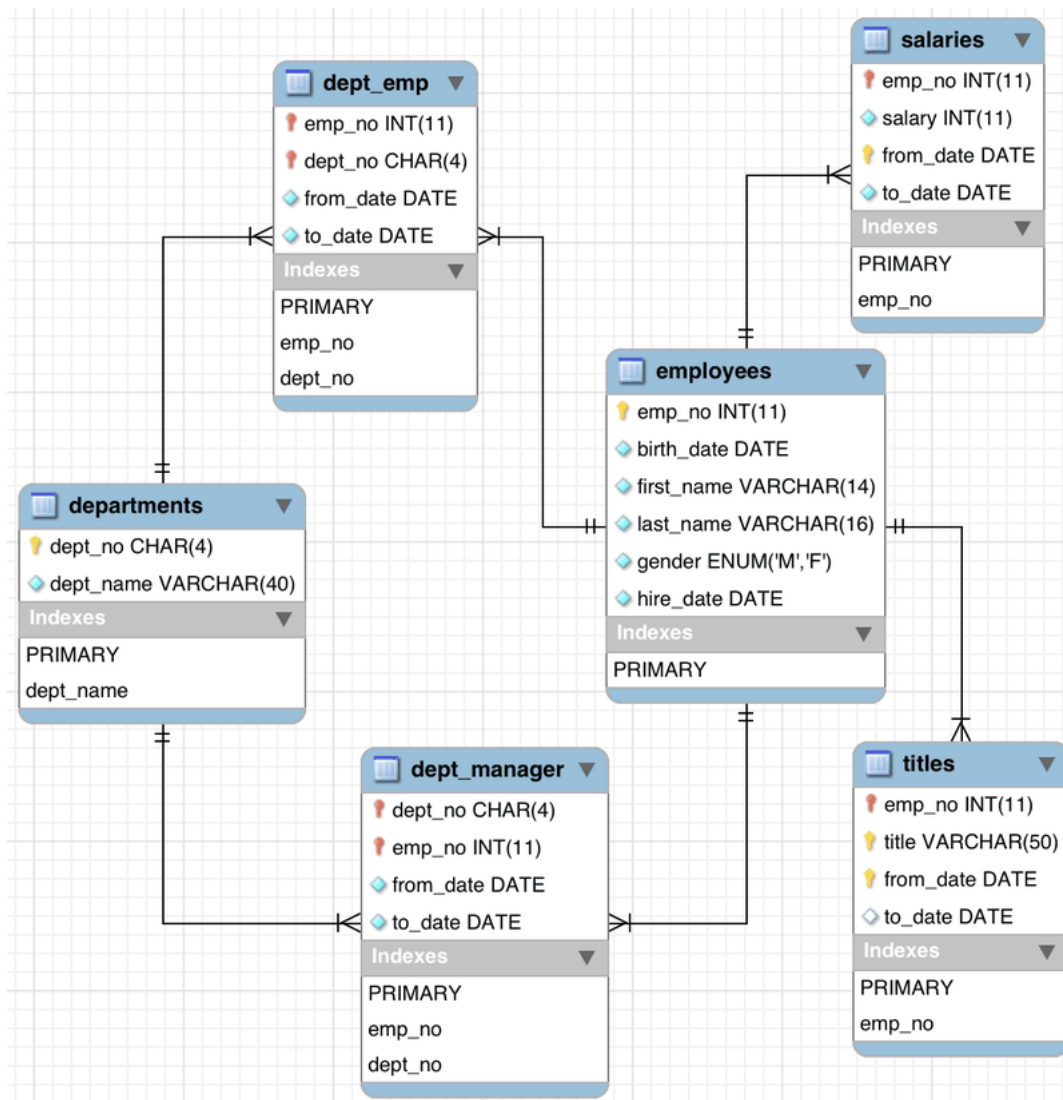 salaries
emp_no INT(11)
salary INT(11)
from_date DATE
to_date DATE
Indexes
PRIMARY
emp_no
dept_emp
emp_no INT(11)
dept_no CHAR(4)
from_date DATE
to_date DATE
Indexes
PRIMARY
emp_no
dept_no
employees
emp_no INT(11)
birth_date DATE
first_name VARCHAR(14)
last_name VARCHAR(16)
gender ENUM('M','F')
hire_date DATE
Indexes
PRIMARY
departments
dept_no CHAR(4)
dept_name VARCHAR(40)
Indexes
PRIMARY
dept_name
dept_manager
dept_no CHAR(4)
emp_no INT(11)
from_date DATE
to_date DATE
Indexes
PRIMARY
emp_no
dept_no
titles
emp_no INT(11)
title VARCHAR(50)
from_date DATE
to_date DATE
Indexes
PRIMARY
emp_no